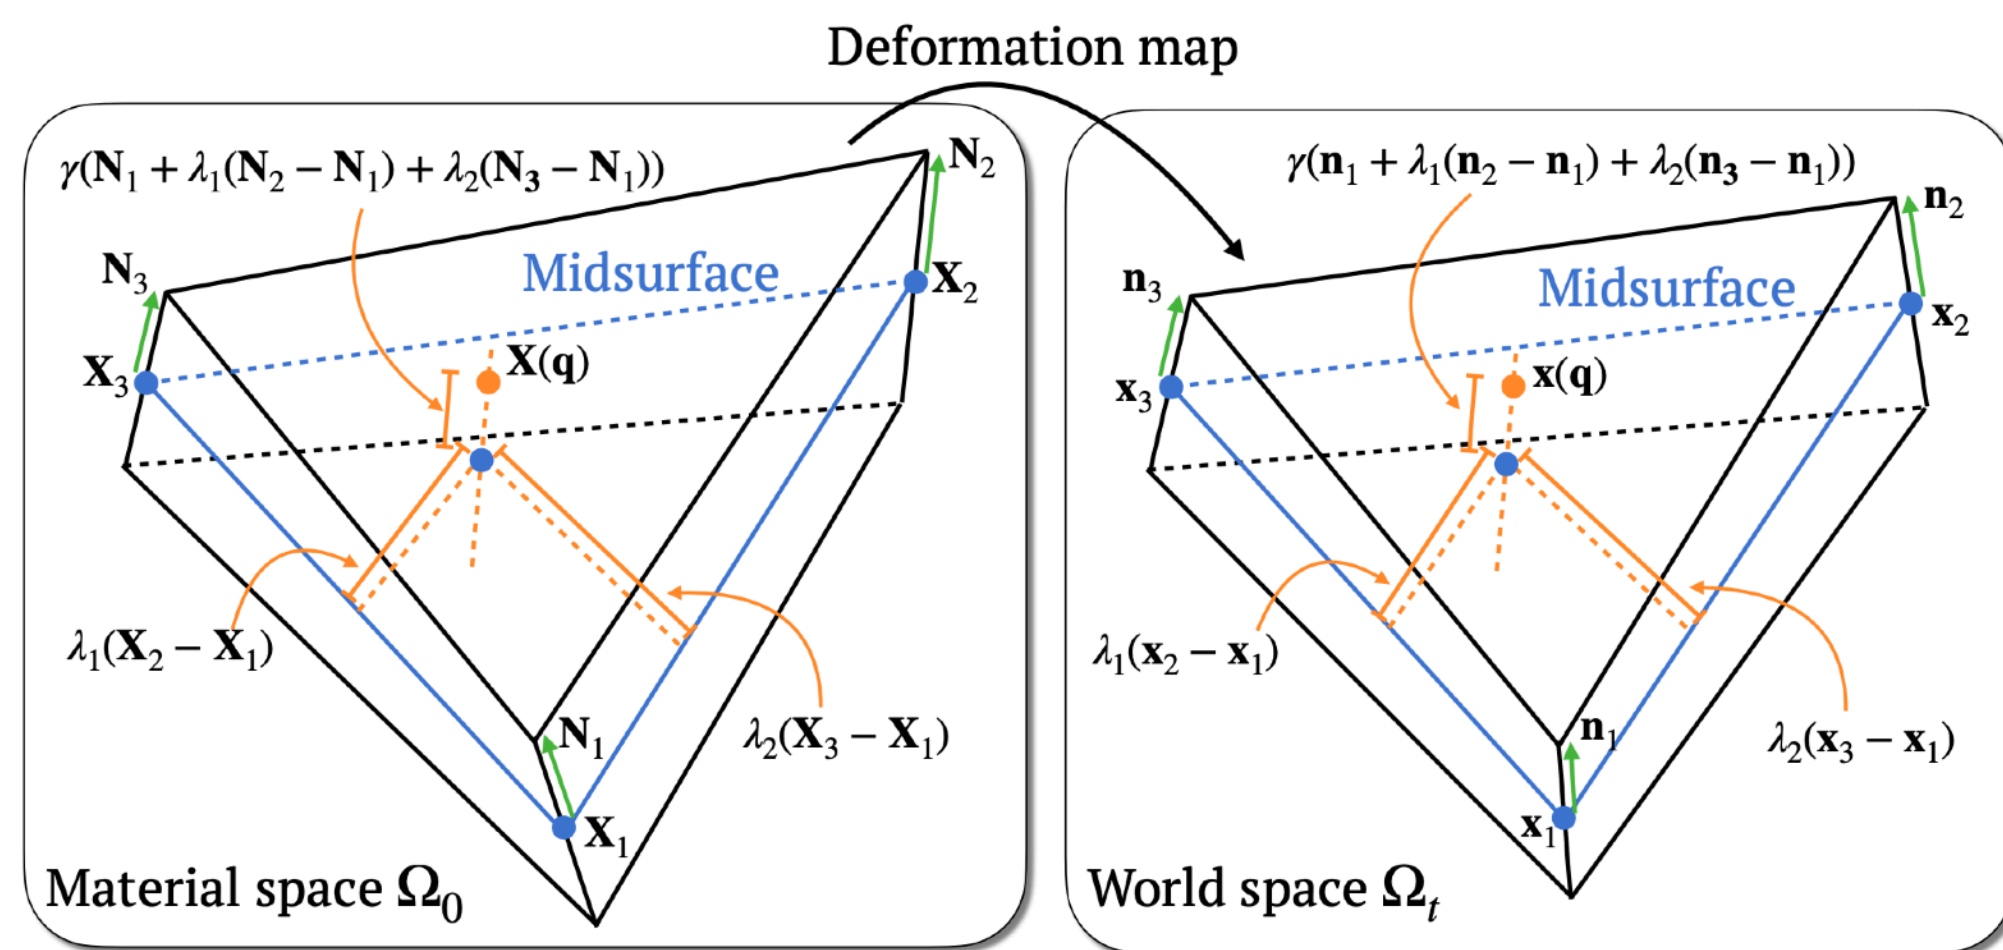 Deformation map
γ(N₁ + λ₁(N₂ − N₁) + λ₂(N₃ − N₁))
N₂
N₃
Midsurface
X₂
X₃
X(q)
λ₁(X₂ − X₁)
N₁
λ₂(X₃ − X₁)
X₁
Material space Ω₀
γ(n₁ + λ₁(n₂ − n₁) + λ₂(n₃ − n₁))
n₂
n₃
Midsurface
x₂
x₃
x(q)
λ₁(x₂ − x₁)
n₁
λ₂(x₃ − x₁)
x₁
World space Ωₜ